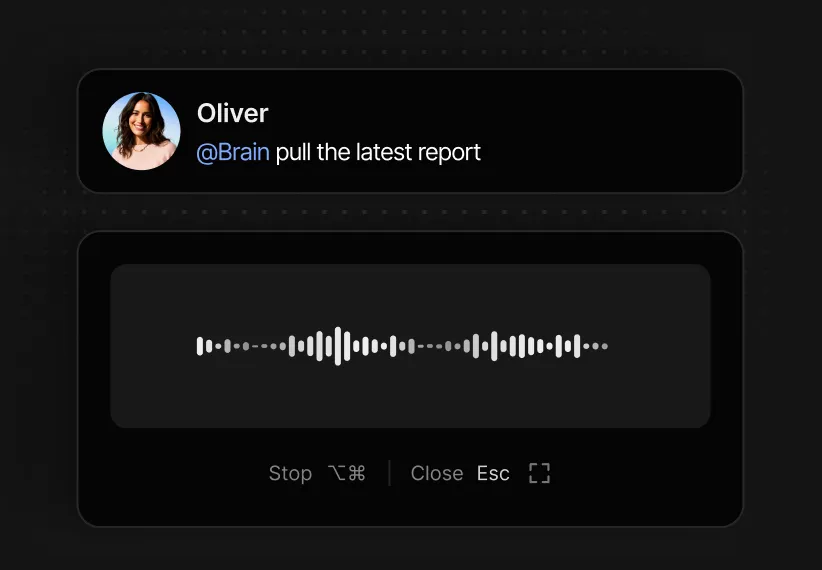 Oliver
@Brain pull the latest report
Stop ⌥⌘ Close Esc